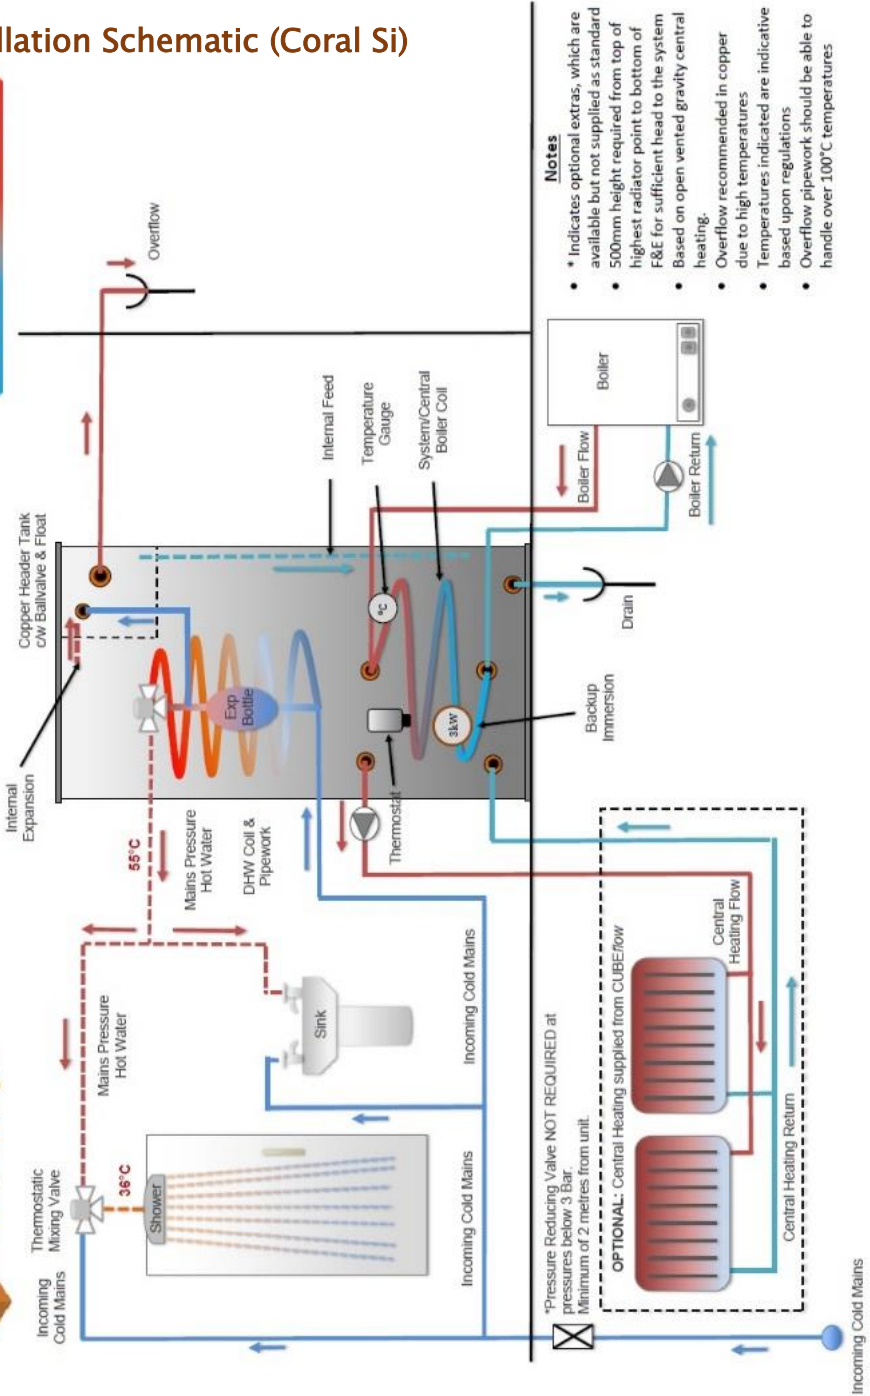 llation Schematic (Coral Si)
Overflow
Copper Header Tank
c/w Ballvalve & Float
Internal Feed
Temperature
Gauge
System/Central
Boiler Coil
Internal
Expansion
Exp
Bottle
°C
3kW
Thermostat
Backup
Immersion
Drain
Boiler
Boiler Flow
Boiler Return
55°C
Mains Pressure
Hot Water
DHW Coil &
Pipework
Mains Pressure
Hot Water
Thermostatic
Mixing Valve
36°C
Shower
Sink
Incoming
Cold Mains
Incoming Cold Mains
Incoming Cold Mains
*Pressure Reducing Valve NOT REQUIRED at
pressures below 3 Bar.
Minimum of 2 metres from unit.
OPTIONAL: Central Heating supplied from CUBEflow
Central
Heating Flow
Central Heating Return
Incoming Cold Mains
Notes
• * Indicates optional extras, which are
available but not supplied as standard
• 500mm height required from top of
highest radiator point to bottom of
F&E for sufficient head to the system
• Based on open vented gravity central
heating.
• Overflow recommended in copper
due to high temperatures
• Temperatures indicated are indicative
based upon regulations
• Overflow pipework should be able to
handle over 100°C temperatures